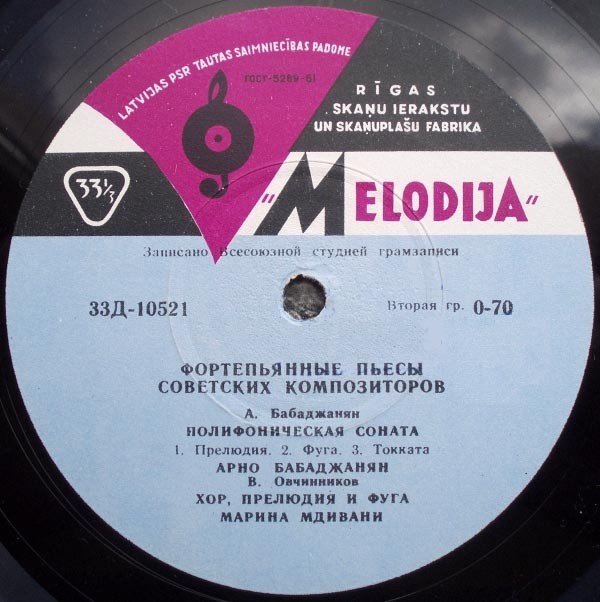 LATVIJAS PSR TAUTAS SAIMNIECĪBAS PADOME
ГОСТ-5289-61
RĪGAS
SKAŅU IERAKSTU
UN SKAŅUPLAŠU FABRIKA
33⅓
"MELODIJA"
Записано Всесоюзной студией грамзаписи
33Д-10521
Вторая гр. 0-70
ФОРТЕПЬЯННЫЕ ПЬЕСЫ
СОВЕТСКИХ КОМПОЗИТОРОВ
А. Бабаджанян
ПОЛИФОНИЧЕСКАЯ СОНАТА
1. Прелюдия. 2. Фуга. 3. Токката
АРНО БАБАДЖАНЯН
В. Овчинников
ХОР, ПРЕЛЮДИЯ И ФУГА
МАРИНА МДИВАНИ